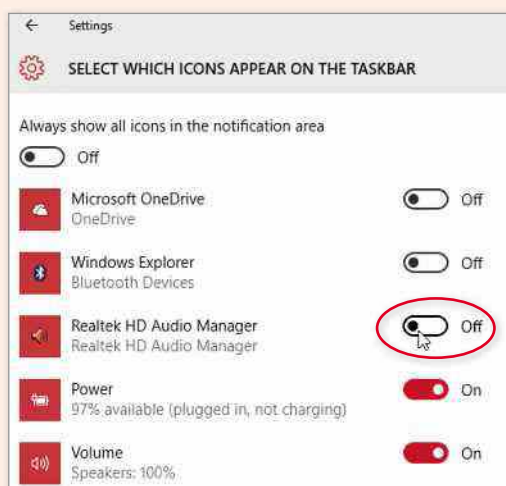 Settings
SELECT WHICH ICONS APPEAR ON THE TASKBAR
Always show all icons in the notification area
Off
Microsoft OneDrive Off
OneDrive
Windows Explorer Off
Bluetooth Devices
Realtek HD Audio Manager Off
Realtek HD Audio Manager
Power On
97% available (plugged in, not charging)
Volume On
Speakers: 100%